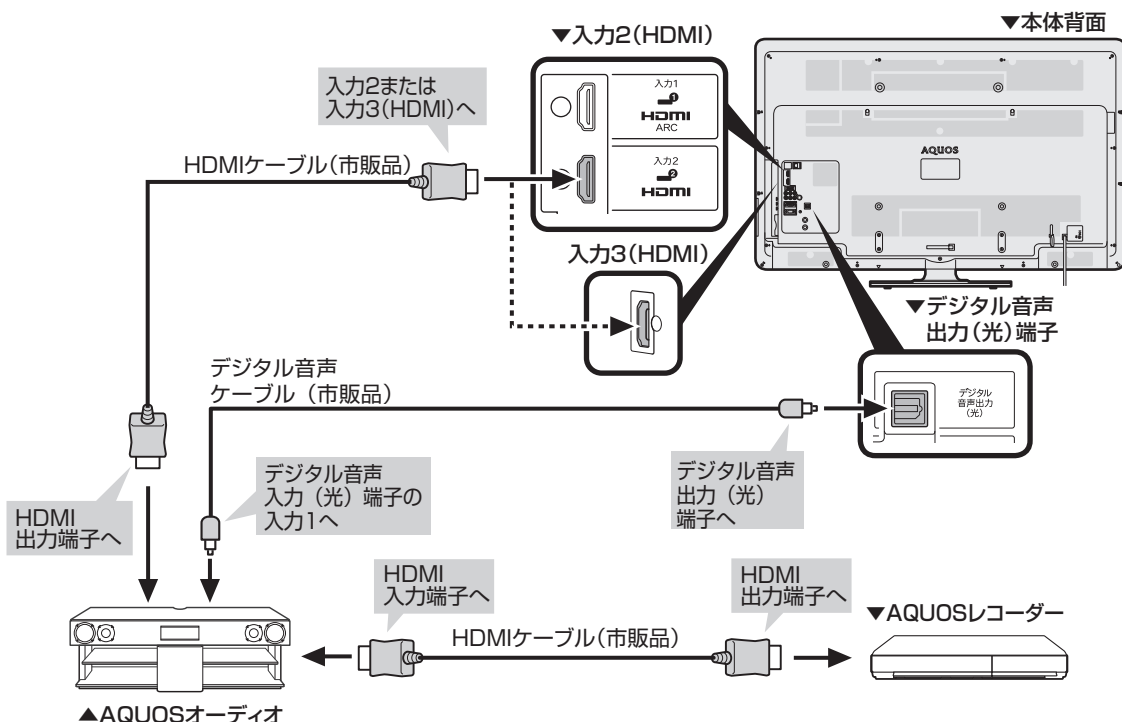 ▼本体背面
▼入力2(HDMI)
入力1
HDMI
ARC
入力2
HDMI
AQUOS
入力2または
入力3(HDMI)へ
HDMIケーブル(市販品)
入力3(HDMI)
▼デジタル音声
出力(光)端子
デジタル
音声出力
(光)
デジタル音声
ケーブル(市販品)
HDMI
出力端子へ
デジタル音声
入力(光)端子の
入力1へ
デジタル音声
出力(光)
端子へ
HDMI
入力端子へ
HDMI
出力端子へ
HDMIケーブル(市販品)
▼AQUOSレコーダー
▲AQUOSオーディオ